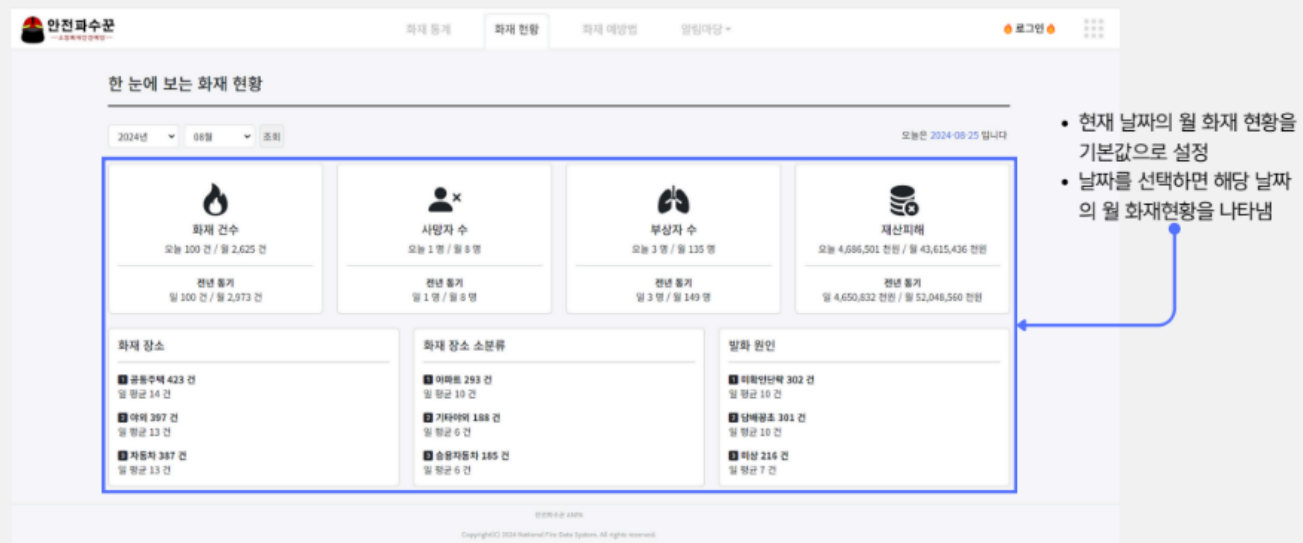 안전파수꾼
화재 통계
화재 현황
화재 예방법
알림마당
로그인
한 눈에 보는 화재 현황
2024년
08월
조회
오늘은 2024-08-25 입니다
화재 건수
오늘 100 건 / 월 2,625 건
전년 동기
일 100 건 / 월 2,973 건
사망자 수
오늘 1 명 / 월 8 명
전년 동기
일 1 명 / 월 8 명
부상자 수
오늘 3 명 / 월 135 명
전년 동기
일 3 명 / 월 149 명
재산피해
오늘 4,686,501 천원 / 월 43,615,436 천원
전년 동기
일 4,650,832 천원 / 월 52,048,560 천원
화재 장소
1 공동주택 423 건
일 평균 14 건
2 야외 397 건
일 평균 13 건
3 자동차 387 건
일 평균 13 건
화재 장소 소분류
1 아파트 293 건
일 평균 10 건
2 기타야외 188 건
일 평균 6 건
3 승용자동차 185 건
일 평균 6 건
발화 원인
1 미확인단락 302 건
일 평균 10 건
2 담배꽁초 301 건
일 평균 10 건
3 미상 216 건
일 평균 7 건
• 현재 날짜의 월 화재 현황을
기본값으로 설정
• 날짜를 선택하면 해당 날짜
의 월 화재현황을 나타냄
안전파수꾼
Copyright(C) 2024 National Fire Data System. All rights reserved.